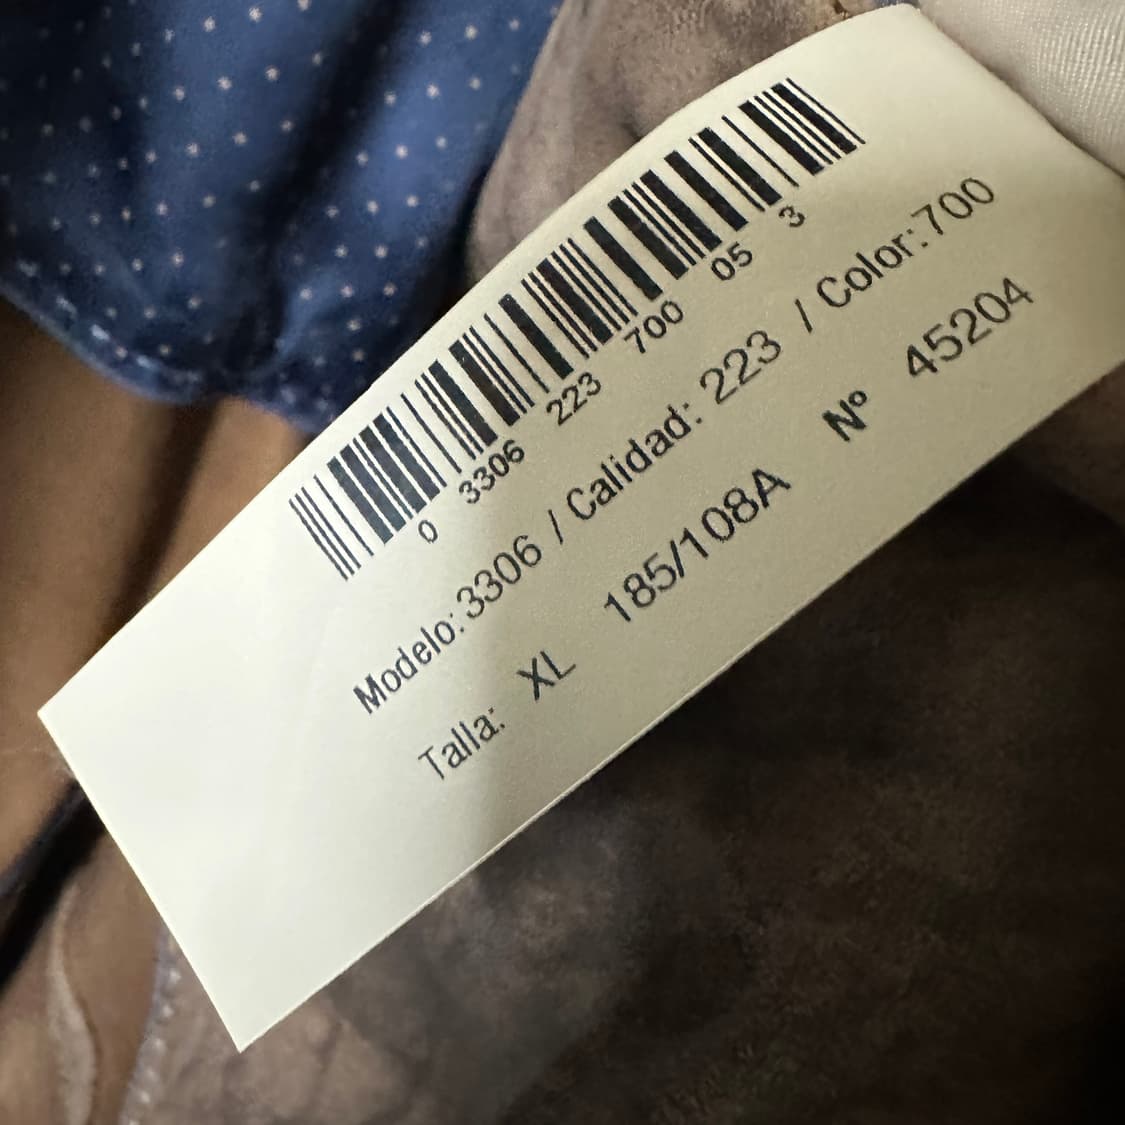 0 3306 223 700 05 3
Modelo:3306 / Calidad: 223 / Color:700
Talla: XL 185/108A Nº 45204